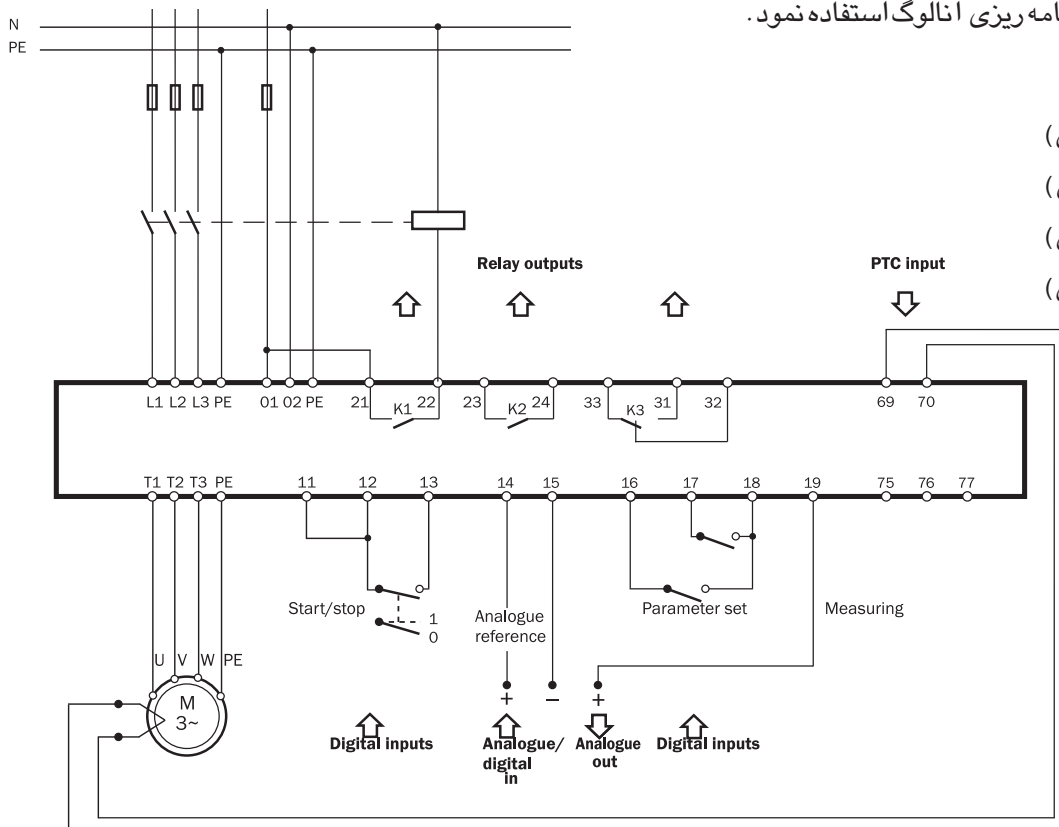 امه ریزی آنالوگ استفاده نمود.
N
PE
Relay outputs
PTC input
L1 L2 L3 PE 01 02 PE 21 K1 22 23 K2 24 33 K3 31 32 69 70
T1 T2 T3 PE 11 12 13 14 15 16 17 18 19 75 76 77
Start/stop
1
0
Analogue
reference
Parameter set
Measuring
U V W PE
M
3~
+ − +
Digital inputs
Analogue/
digital
in
Analogue
out
Digital inputs